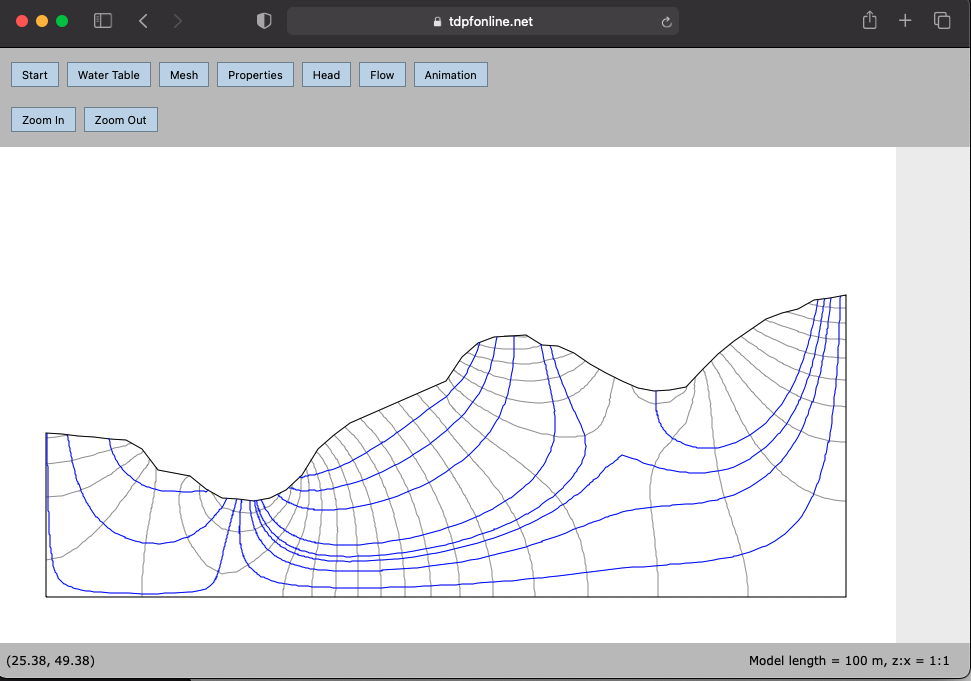 tdpfonline.net
Start Water Table Mesh Properties Head Flow Animation
Zoom In Zoom Out
(25.38, 49.38) Model length = 100 m, z:x = 1:1